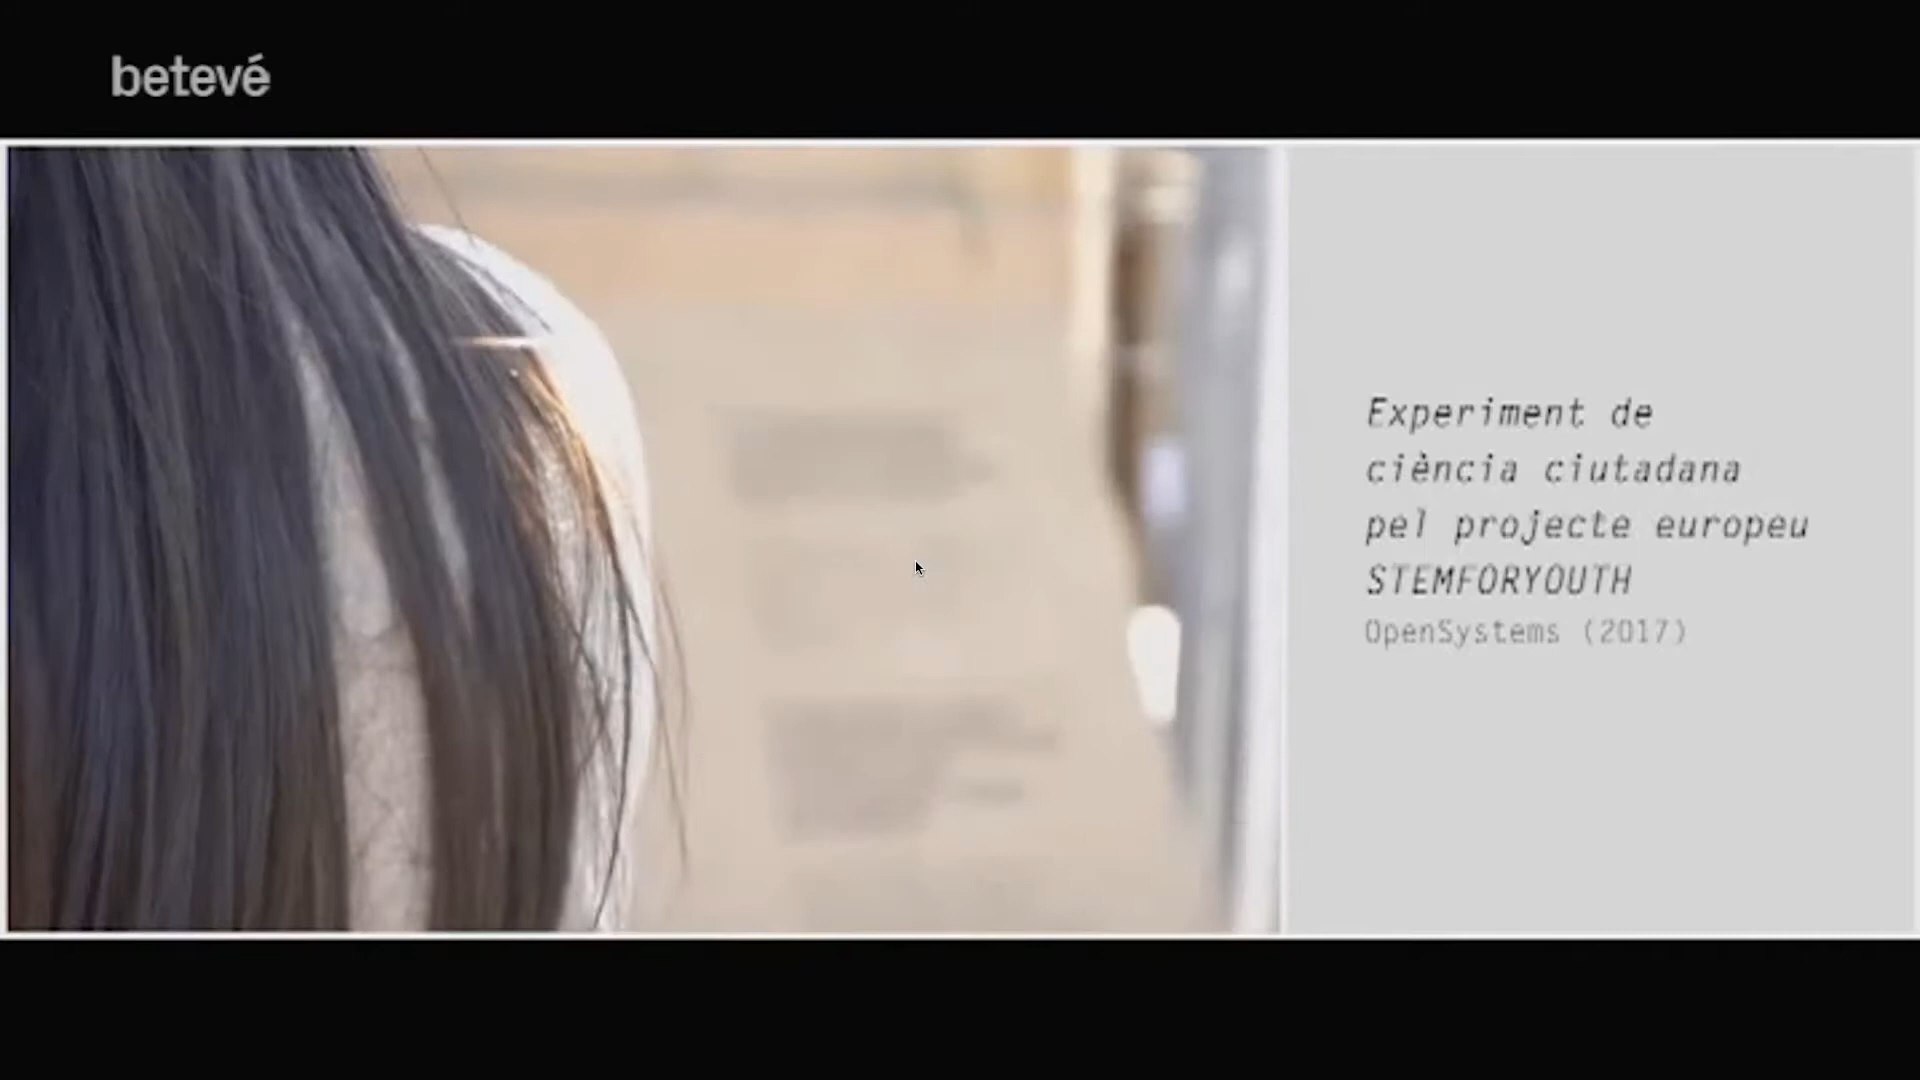 betevé
Experiment de
ciència ciutadana
pel projecte europeu
STEMFORYOUTH
OpenSystems (2017)